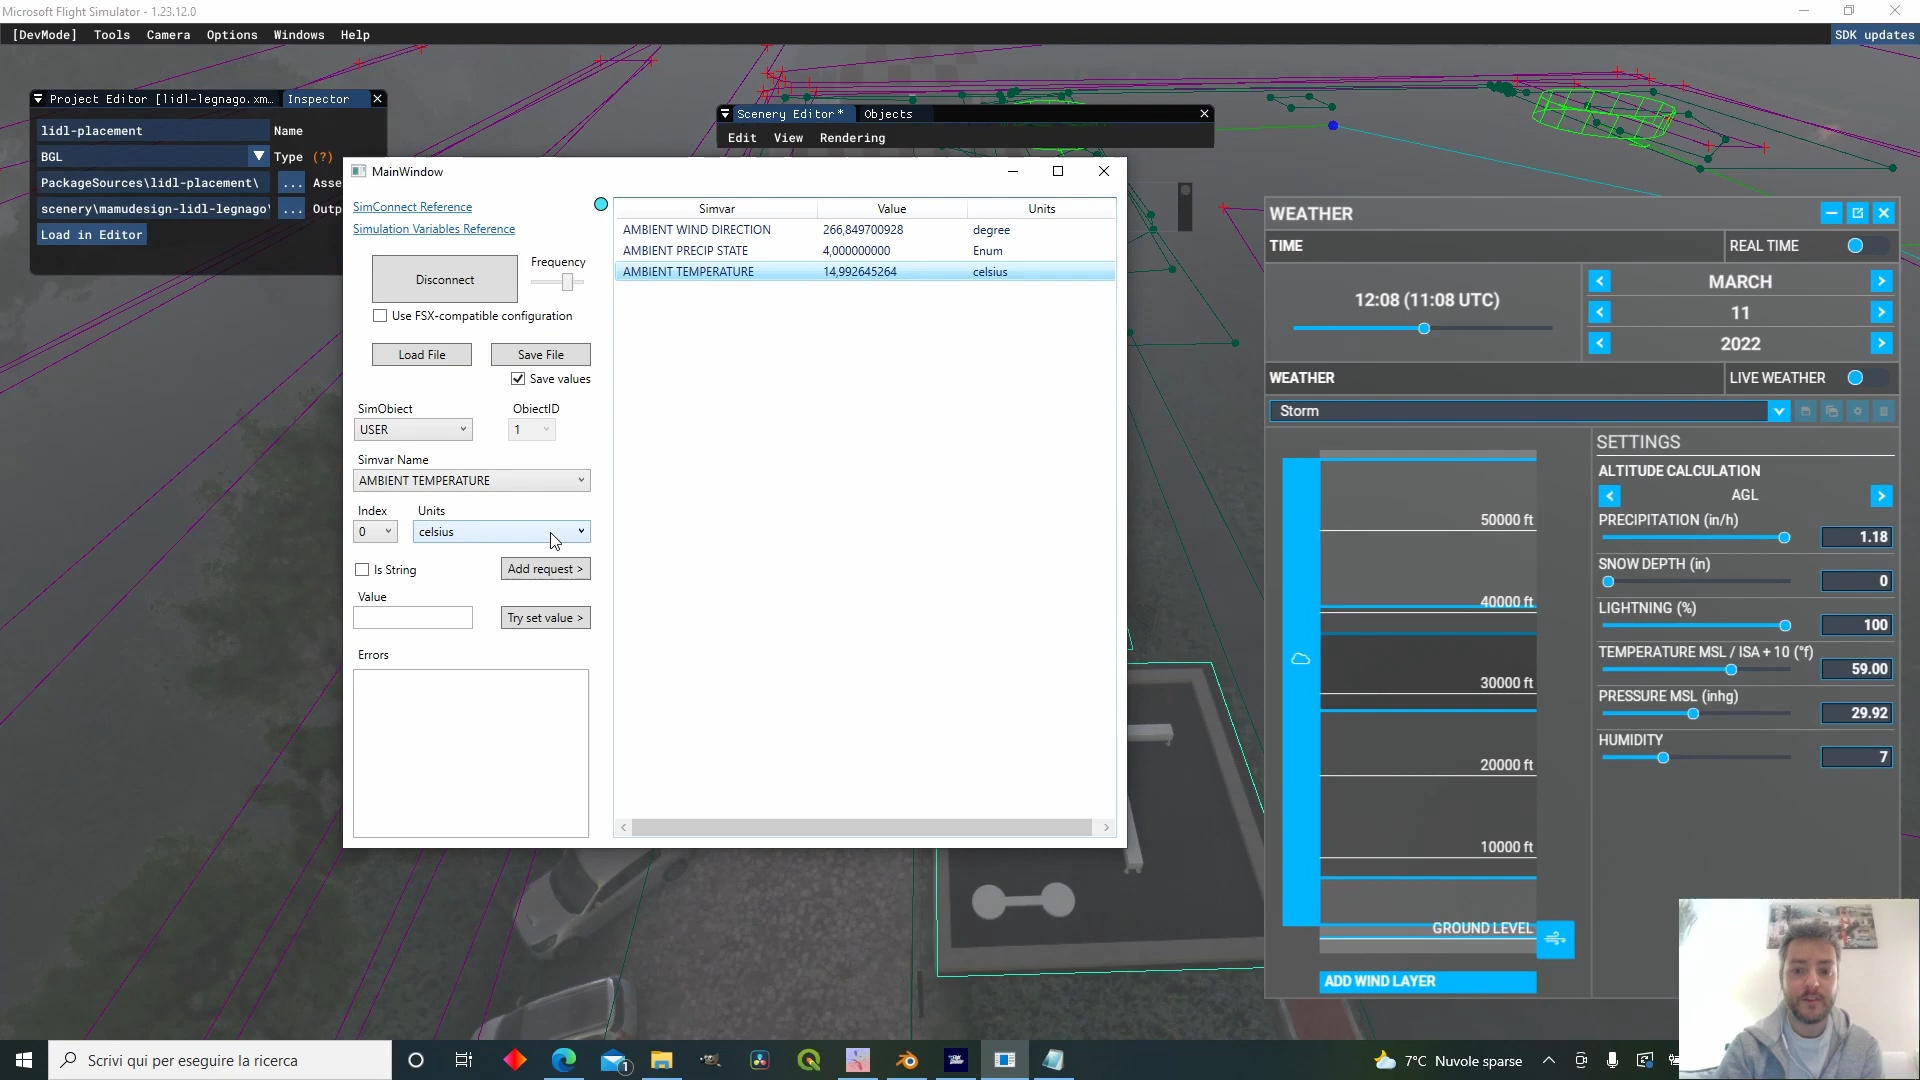 Microsoft Flight Simulator - 1.23.12.0
[DevMode] Tools Camera Options Windows Help
SDK updates
Project Editor [lidl-legnago.xm...
Inspector
lidl-placement
Name
BGL
Type (?)
PackageSources\lidl-placement\
...
Asse
scenery\mamudesign-lidl-legnago\
...
Outp
Load in Editor
Scenery Editor*
Objects
Edit View Rendering
MainWindow
SimConnect Reference
Simulation Variables Reference
Disconnect
Frequency
Use FSX-compatible configuration
Load File
Save File
Save values
SimObject
ObjectID
USER
1
Simvar Name
AMBIENT TEMPERATURE
Index
Units
0
celsius
Is String
Add request >
Value
Try set value >
Errors
Simvar Value Units
AMBIENT WIND DIRECTION 266,849700928 degree
AMBIENT PRECIP STATE 4,000000000 Enum
AMBIENT TEMPERATURE 14,992645264 celsius
WEATHER
TIME
REAL TIME
12:08 (11:08 UTC)
MARCH
11
2022
WEATHER
LIVE WEATHER
Storm
50000 ft
40000 ft
30000 ft
20000 ft
10000 ft
GROUND LEVEL
ADD WIND LAYER
SETTINGS
ALTITUDE CALCULATION
AGL
PRECIPITATION (in/h)
1.18
SNOW DEPTH (in)
0
LIGHTNING (%)
100
TEMPERATURE MSL / ISA + 10 (°f)
59.00
PRESSURE MSL (inhg)
29.92
HUMIDITY
7
Scrivi qui per eseguire la ricerca
1
7°C Nuvole sparse